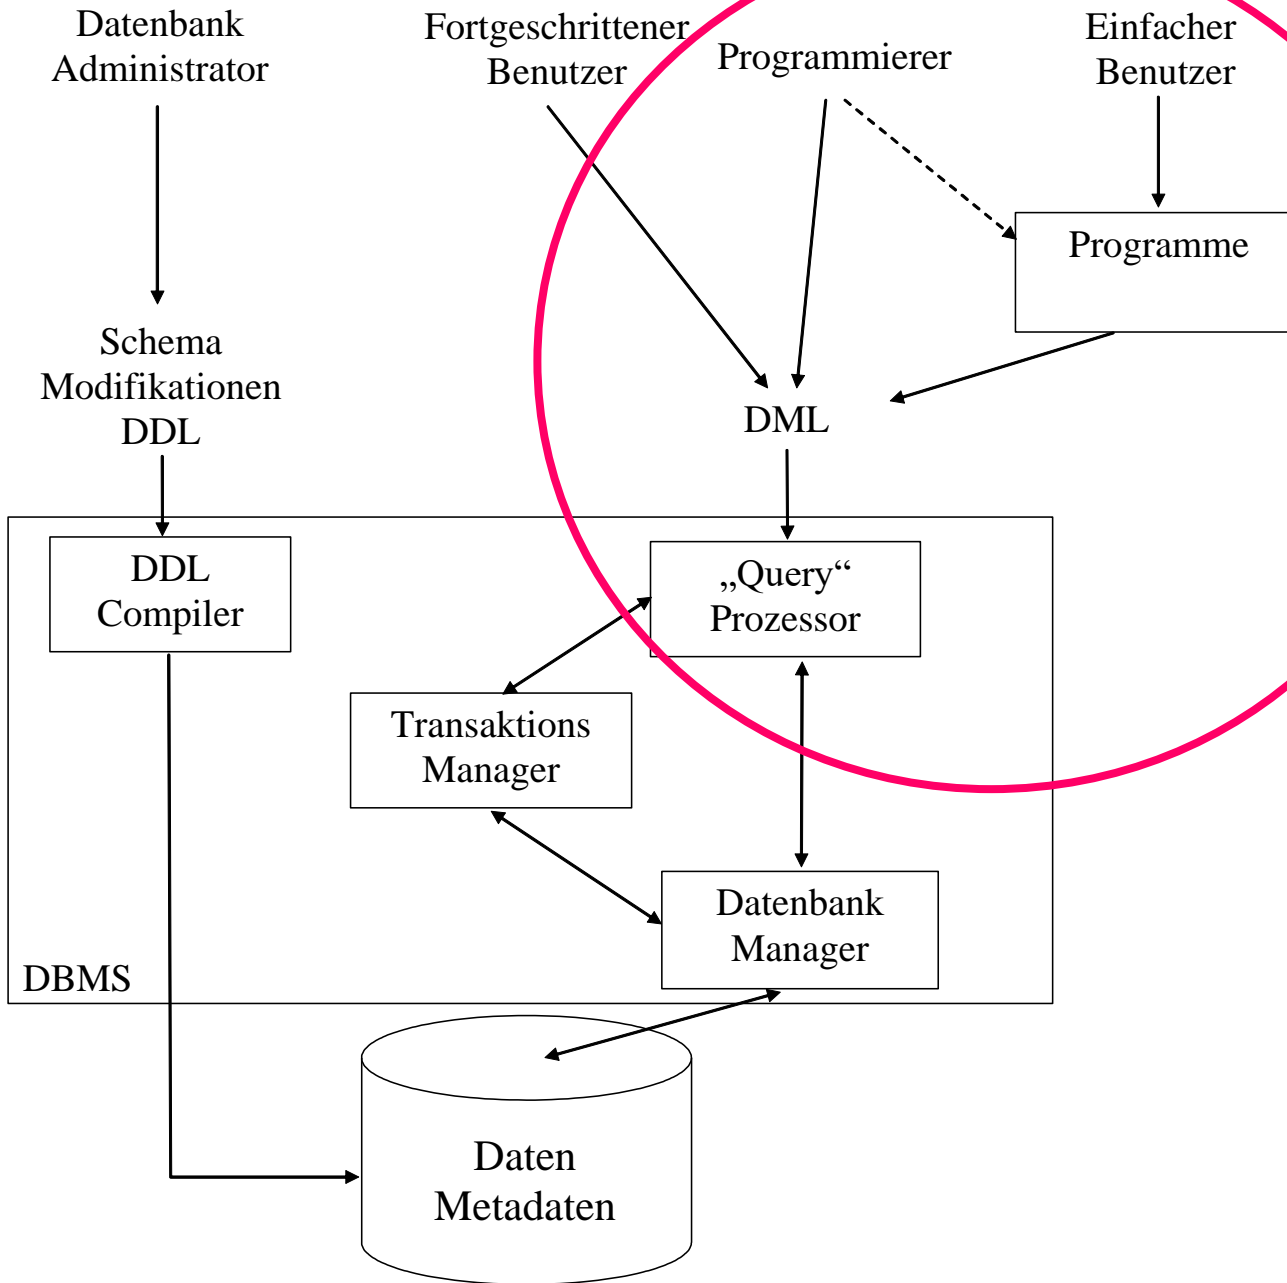 Datenbank
Administrator
Fortgeschrittener
Benutzer
Programmierer
Einfacher
Benutzer
Programme
Schema
Modifikationen
DDL
DML
DDL
Compiler
„Query“
Prozessor
Transaktions
Manager
Datenbank
Manager
DBMS
Daten
Metadaten